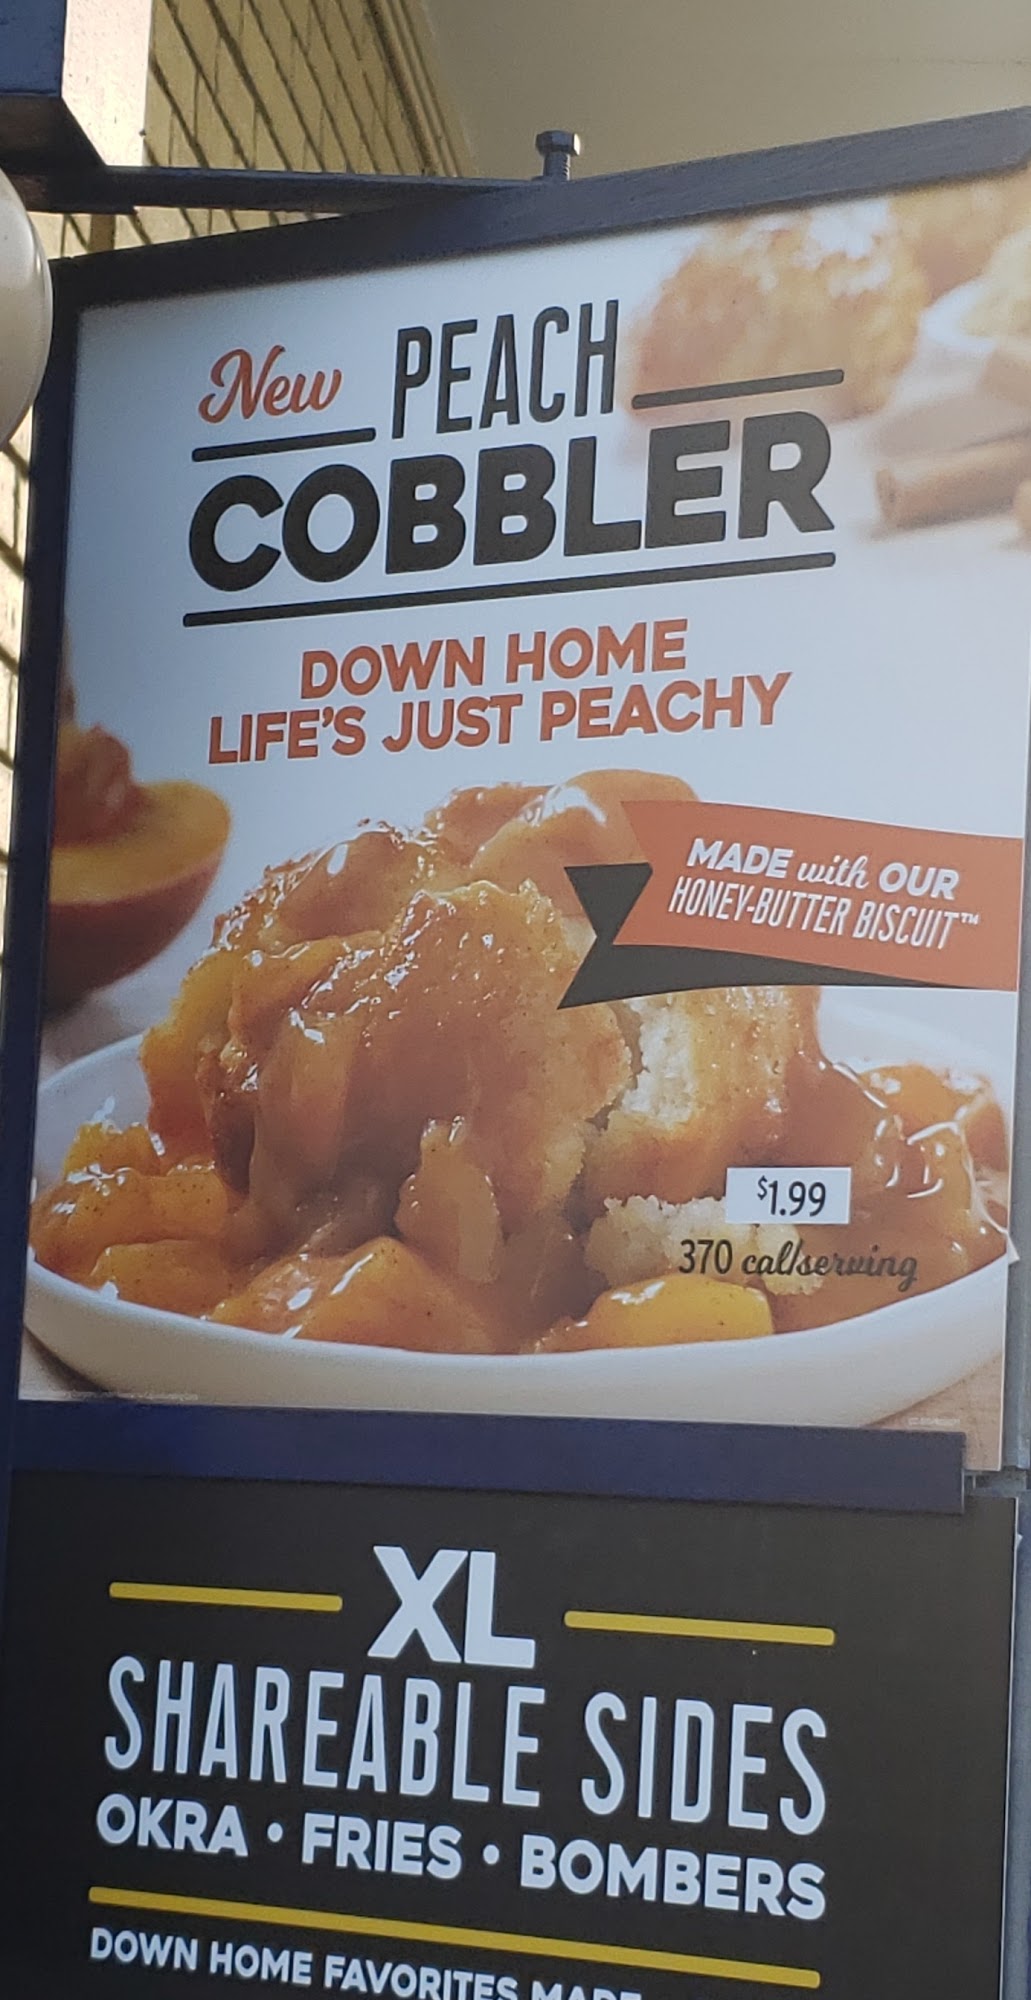 New PEACH
COBBLER
DOWN HOME
LIFE'S JUST PEACHY
MADE with OUR
HONEY-BUTTER BISCUIT™
$1.99
370 cal/serving
XL
SHAREABLE SIDES
OKRA • FRIES • BOMBERS
DOWN HOME FAVORITES